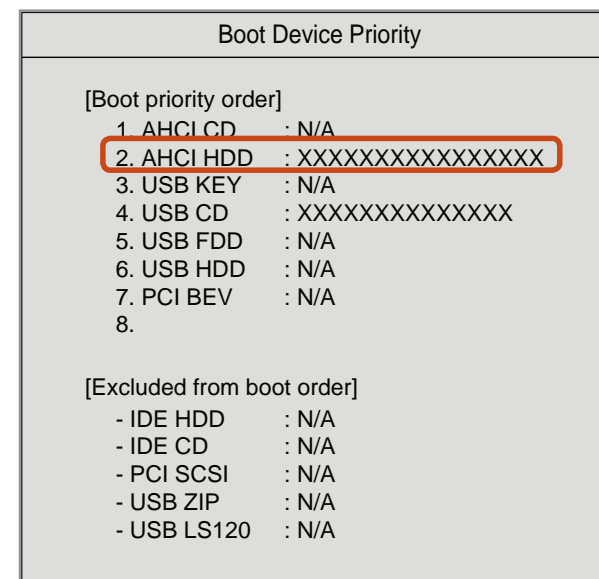 Boot Device Priority
[Boot priority order]
1. AHCI CD : N/A
2. AHCI HDD : XXXXXXXXXXXXXXXX
3. USB KEY : N/A
4. USB CD : XXXXXXXXXXXXXX
5. USB FDD : N/A
6. USB HDD : N/A
7. PCI BEV : N/A
8.
[Excluded from boot order]
- IDE HDD : N/A
- IDE CD : N/A
- PCI SCSI : N/A
- USB ZIP : N/A
- USB LS120 : N/A